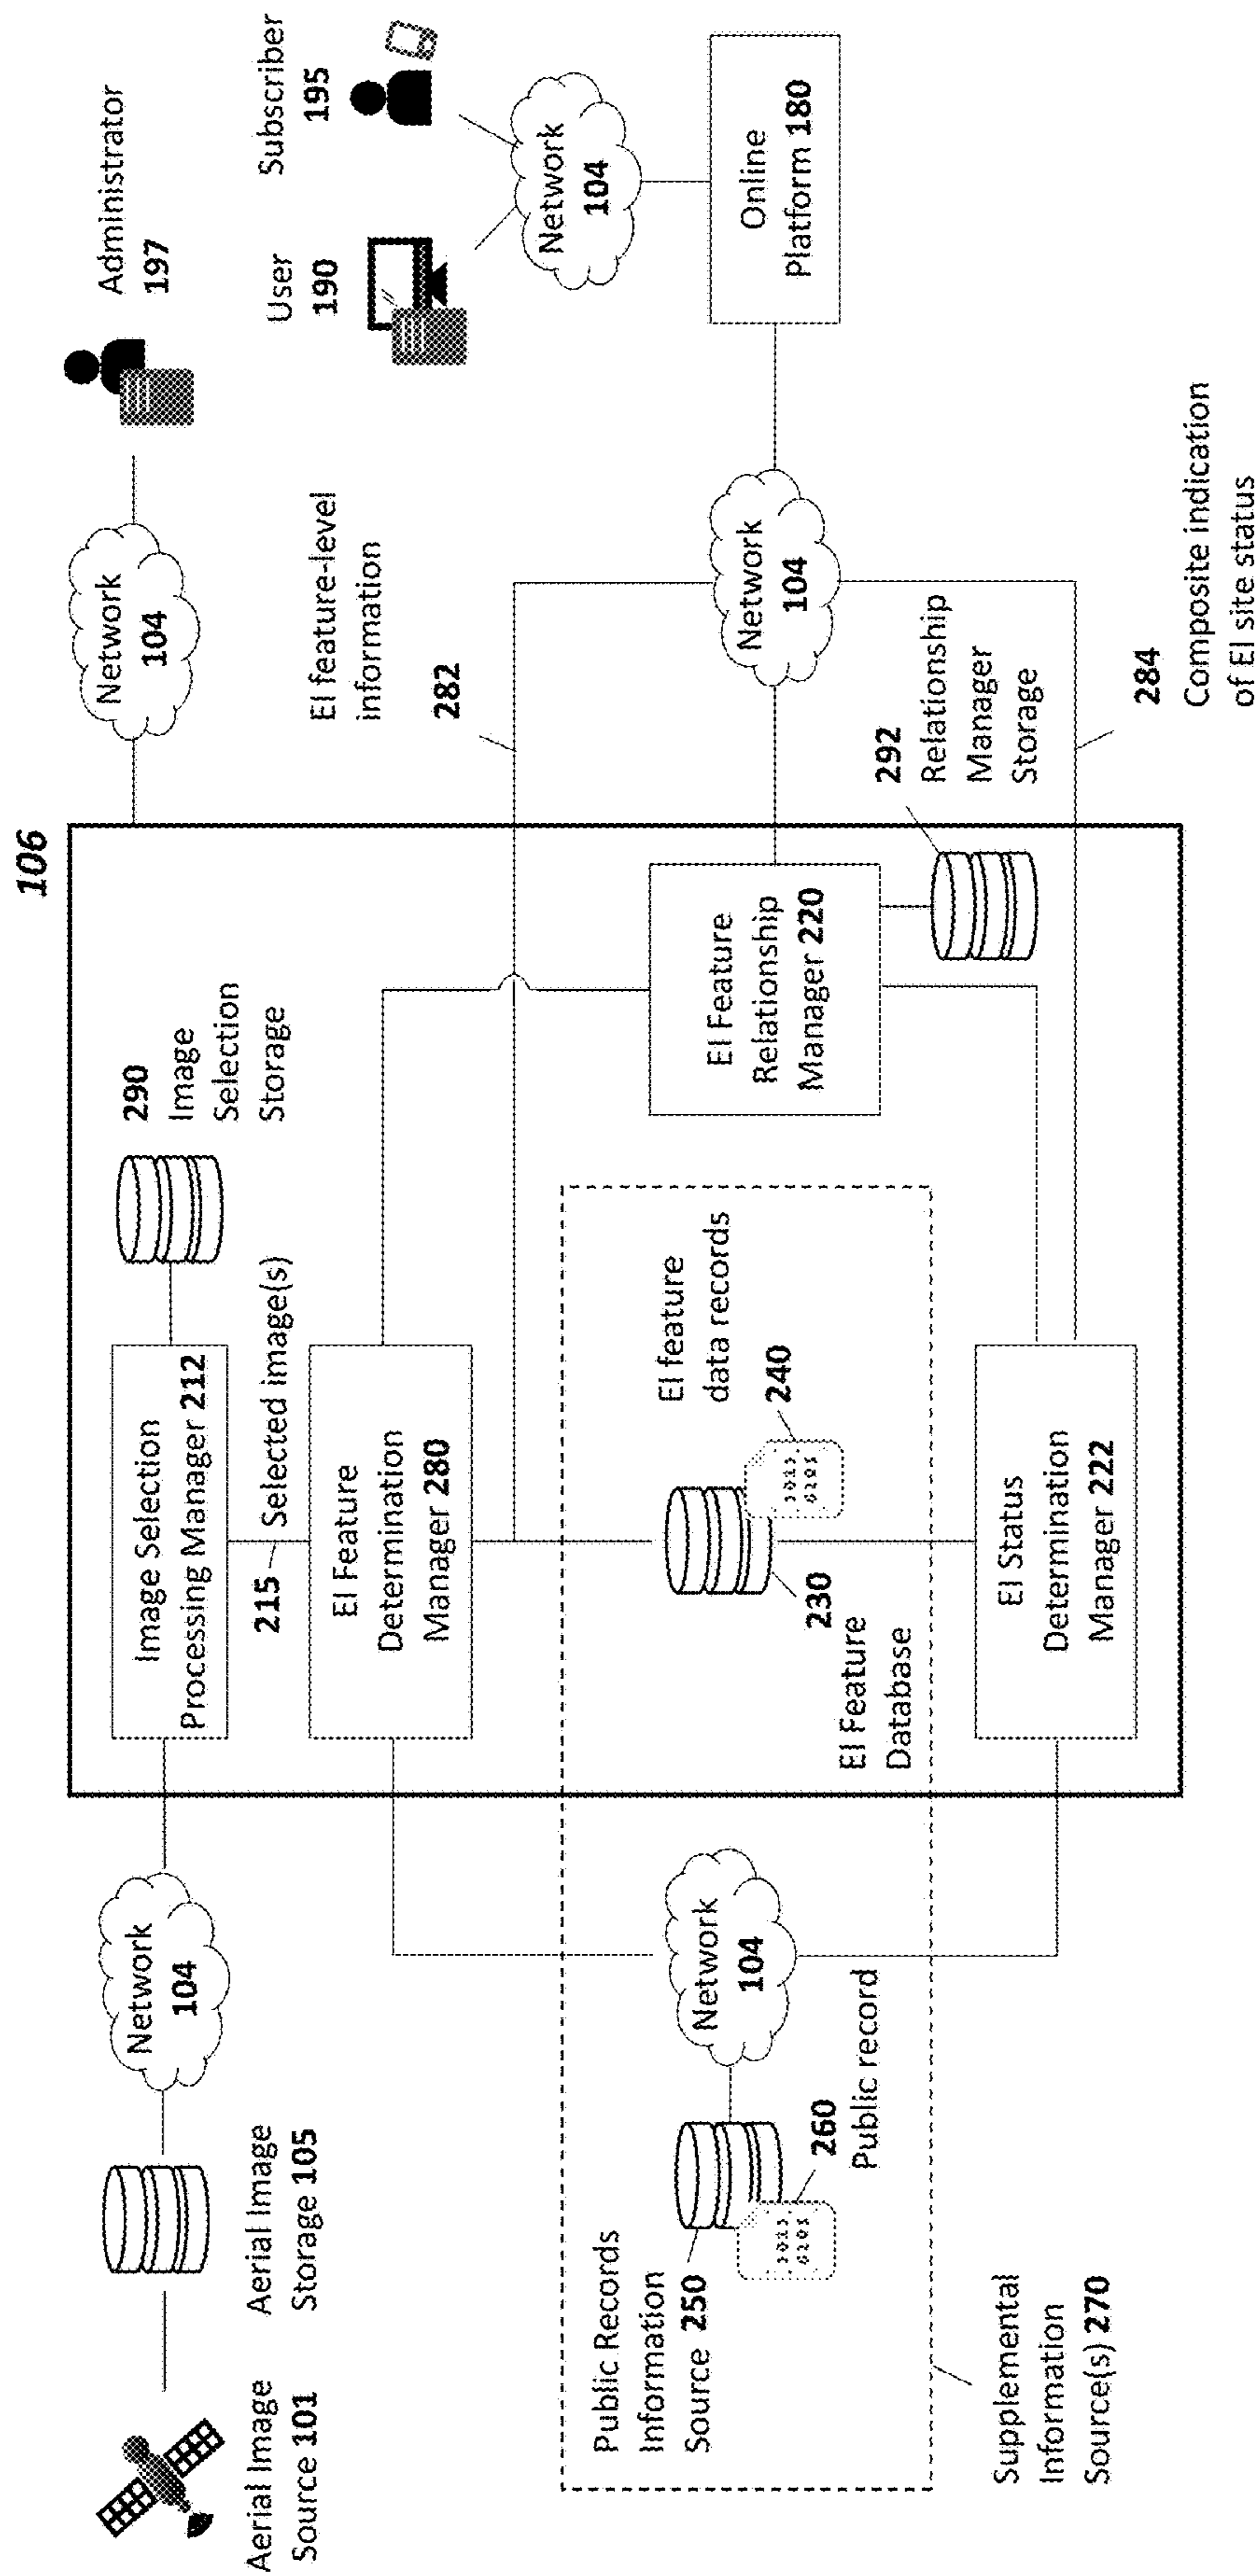 106
Aerial Image
Source 101
Aerial Image
Storage 105
Network
104
Image Selection
Processing Manager 212
290
Image
Selection
Storage
Network
104
Administrator
197
215
Selected image(s)
EI Feature
Determination
Manager 280
EI feature-level
information
282
User
190
Subscriber
195
Network
104
Public Records
Information
Source 250
260
Public record
Network
104
EI Feature
Database
230
EI feature
data records
240
EI Feature
Relationship
Manager 220
292
Relationship
Manager
Storage
Network
104
Online
Platform 180
Supplemental
Information
Source(s) 270
EI Status
Determination
Manager 222
284
Composite indication
of EI site status